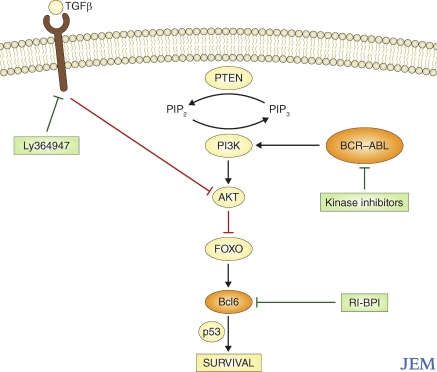 TGFβ
PTEN
PIP2
PIP3
Ly364947
PI3K
BCR–ABL
AKT
Kinase inhibitors
FOXO
Bcl6
RI-BPI
p53
SURVIVAL
JEM